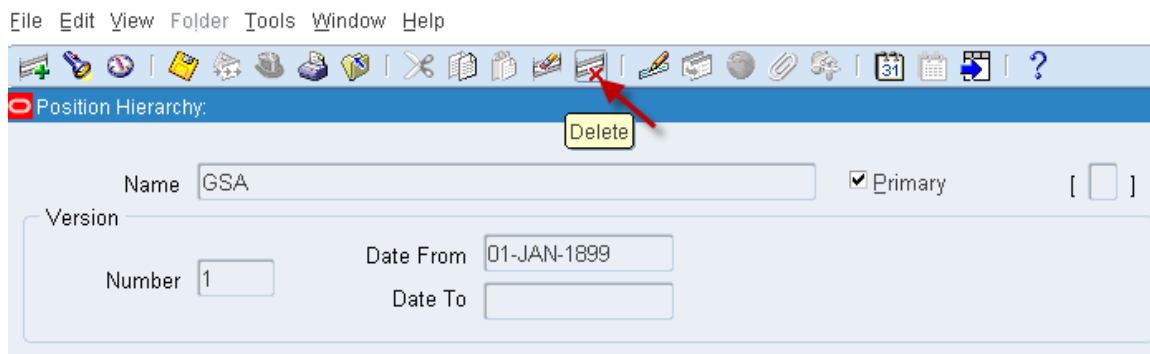 File Edit View Folder Tools Window Help
31 ?
Position Hierarchy:
Delete
Name GSA Primary [ ]
Version
Date From 01-JAN-1899
Number 1
Date To